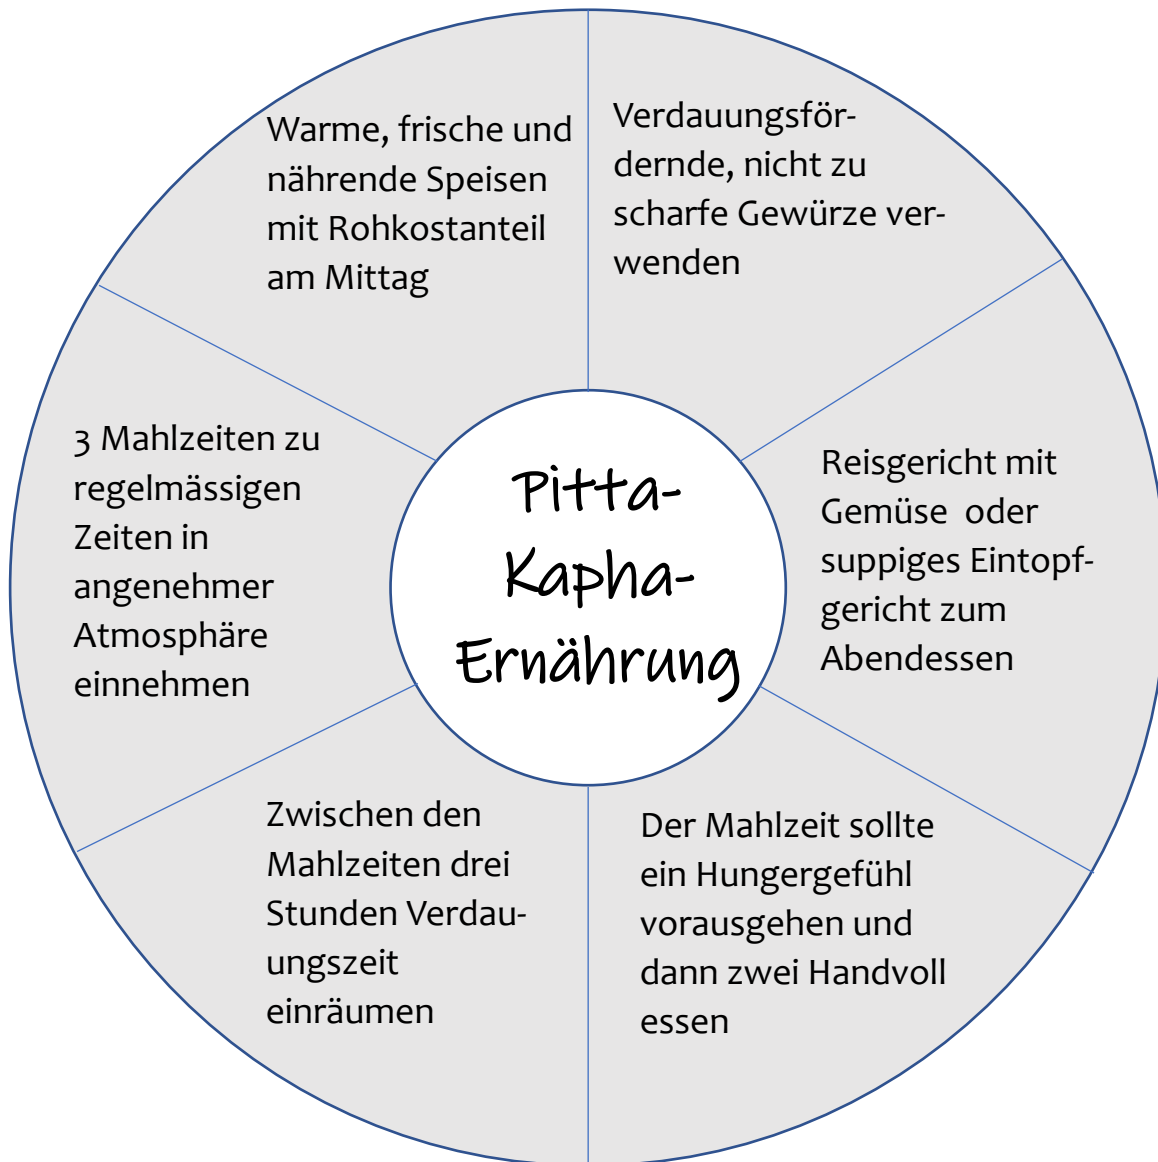 Warme, frische und
nährende Speisen
mit Rohkostanteil
am Mittag
Verdauungsför-
dernde, nicht zu
scharfe Gewürze ver-
wenden
3 Mahlzeiten zu
regelmässigen
Zeiten in
angenehmer
Atmosphäre
einnehmen
Pitta-
Kapha-
Ernährung
Reisgericht mit
Gemüse oder
suppiges Eintopf-
gericht zum
Abendessen
Zwischen den
Mahlzeiten drei
Stunden Verdau-
ungszeit
einräumen
Der Mahlzeit sollte
ein Hungergefühl
vorausgehen und
dann zwei Handvoll
essen